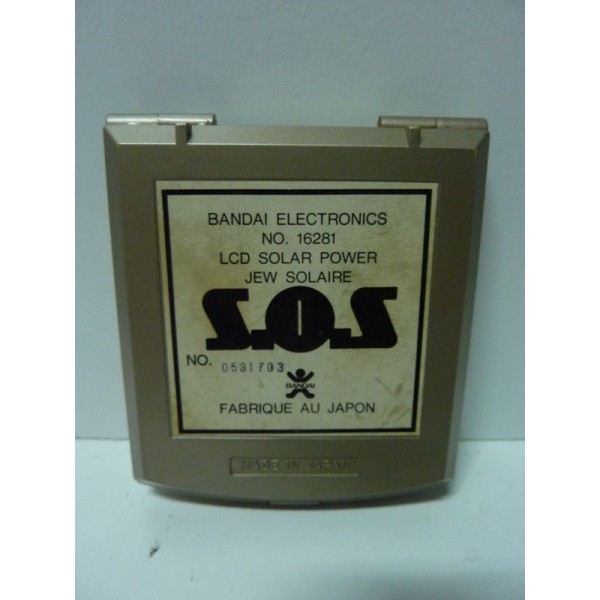 BANDAI ELECTRONICS
NO. 16281
LCD SOLAR POWER
JEW SOLAIRE
S.O.S
NO. 0531703
BANDAI
FABRIQUE AU JAPON
MADE IN JAPAN